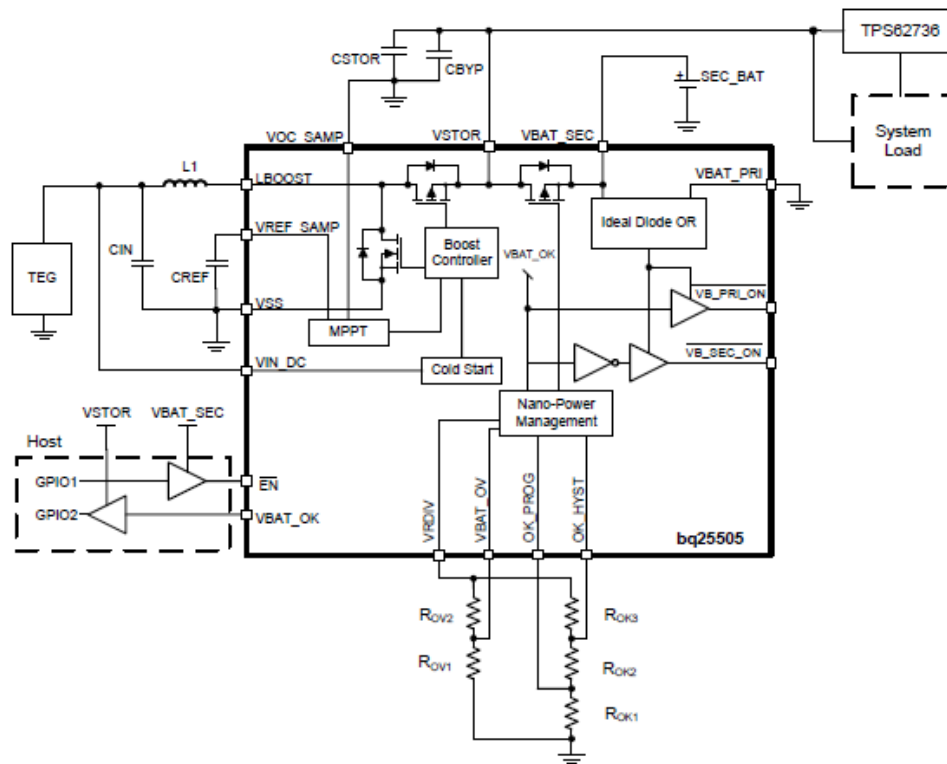 TPS62736
CSTOR
CBYP
SEC_BAT
+
System
Load
VOC_SAMP
VSTOR
VBAT_SEC
L1
LBOOST
VBAT_PRI
VREF_SAMP
Ideal Diode OR
Boost
Controller
VBAT_OK
CIN
CREF
TEG
VB_PRI_ON
VSS
MPPT
VB_SEC_ON
VIN_DC
Cold Start
Nano-Power
Management
VSTOR
VBAT_SEC
Host
GPIO1
EN
GPIO2
VBAT_OK
VRDIV
VBAT_OV
OK_PROG
OK_HYST
bq25505
ROV2
ROK3
ROV1
ROK2
ROK1